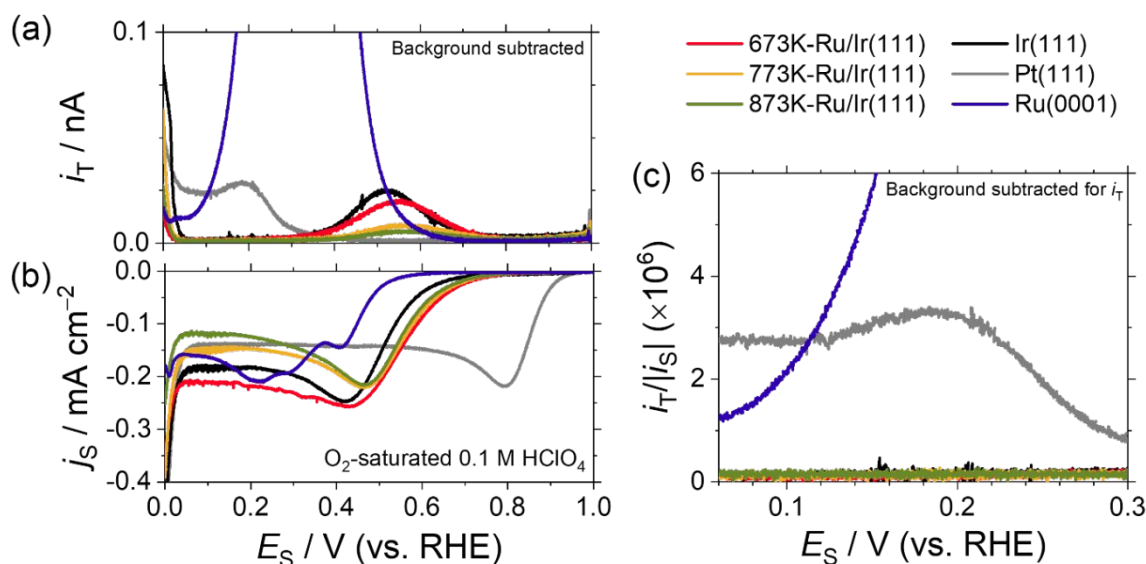 (a)
Background subtracted
0.1
0.0
i_T / nA
673K-Ru/Ir(111)
773K-Ru/Ir(111)
873K-Ru/Ir(111)
Ir(111)
Pt(111)
Ru(0001)
(b)
0.0
-0.1
-0.2
-0.3
-0.4
j_S / mA cm⁻²
O₂-saturated 0.1 M HClO₄
0.0 0.2 0.4 0.6 0.8 1.0
E_S / V (vs. RHE)
(c)
Background subtracted for i_T
6
4
2
0
i_T/|i_S| (×10⁶)
0.1 0.2 0.3
E_S / V (vs. RHE)